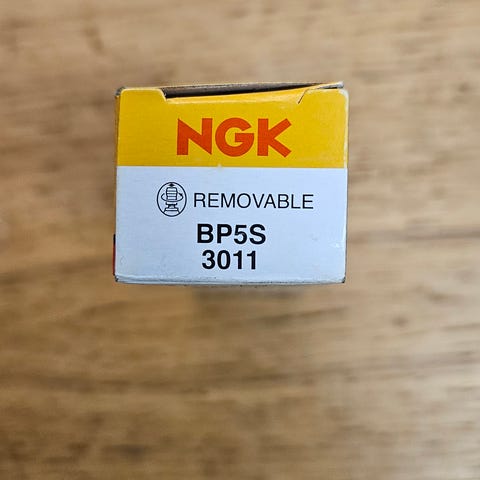 NGK
REMOVABLE
BP5S
3011